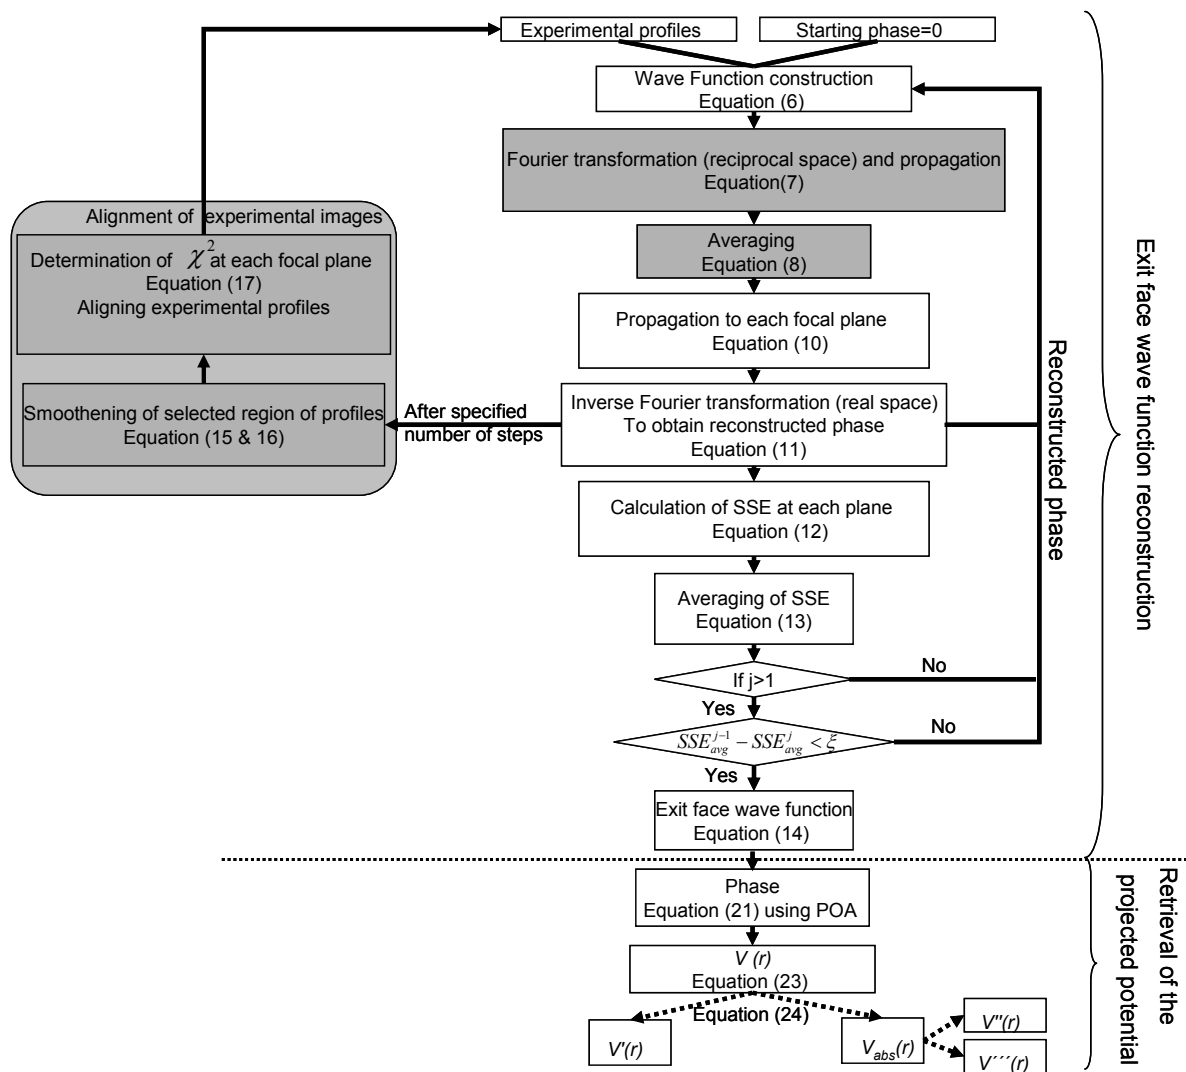 Experimental profiles
Starting phase=0
Wave Function construction
Equation (6)
Fourier transformation (reciprocal space) and propagation
Equation(7)
Averaging
Equation (8)
Propagation to each focal plane
Equation (10)
Inverse Fourier transformation (real space)
To obtain reconstructed phase
Equation (11)
After specified
number of steps
Alignment of experimental images
Determination of χ² at each focal plane
Equation (17)
Aligning experimental profiles
Smoothening of selected region of profiles
Equation (15 & 16)
Calculation of SSE at each plane
Equation (12)
Averaging of SSE
Equation (13)
If j>1
No
Yes
SSE_{avg}^{j-1} − SSE_{avg}^{j} < ξ
No
Yes
Exit face wave function
Equation (14)
Reconstructed phase
Exit face wave function reconstruction
Phase
Equation (21) using POA
V (r)
Equation (23)
Equation (24)
V'(r)
V_{abs}(r)
V''(r)
V´´´(r)
Retrieval of the
projected potential